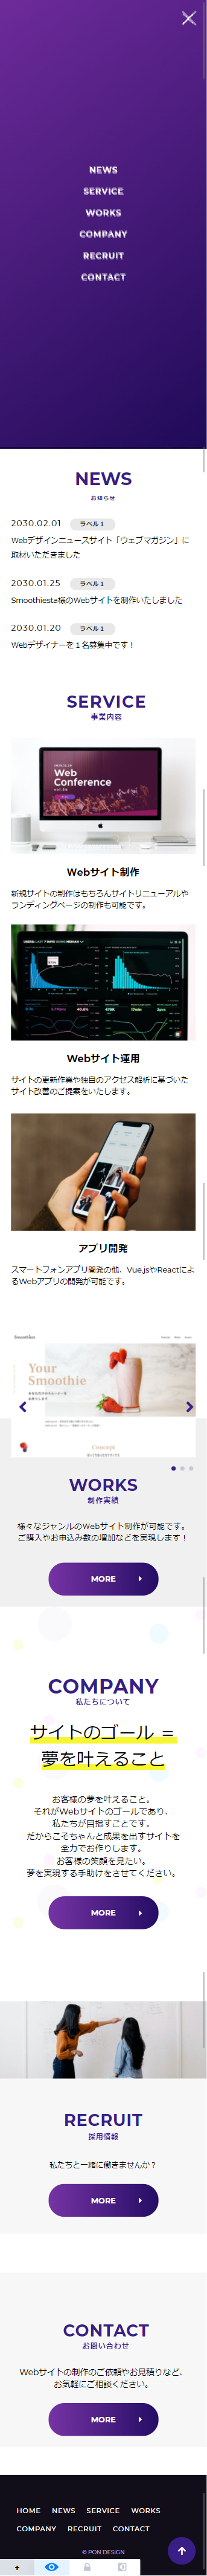 NEWS
SERVICE
WORKS
COMPANY
RECRUIT
CONTACT
NEWS
お知らせ
2030.02.01 ラベル1
Webデザインニュースサイト「ウェブマガジン」に
取材いただきました
2030.01.25 ラベル1
Smoothiesta様のWebサイトを制作いたしました
2030.01.20 ラベル1
Webデザイナーを１名募集中です！
SERVICE
事業内容
Web
Conference
Webサイト制作
新規サイトの制作はもちろんサイトリニューアルや
ランディングページの制作も可能です。
Webサイト運用
サイトの更新作業や独自のアクセス解析に基づいた
サイト改善のご提案をいたします。
アプリ開発
スマートフォンアプリ開発の他、Vue.jsやReactによ
るWebアプリの開発が可能です。
Your
Smoothie
Concept
WORKS
制作実績
様々なジャンルのWebサイト制作が可能です。
ご購入やお申込み数の増加などを実現します！
MORE
COMPANY
私たちについて
サイトのゴール ＝
夢を叶えること
お客様の夢を叶えること。
それがWebサイトのゴールであり、
私たちが目指すことです。
だからこそちゃんと成果を出すサイトを
全力でお作りします。
お客様の笑顔を見たい。
夢を実現する手助けをさせてください。
MORE
RECRUIT
採用情報
私たちと一緒に働きませんか？
MORE
CONTACT
お問い合わせ
Webサイトの制作のご依頼やお見積りなど、
お気軽にご相談ください。
MORE
HOME NEWS SERVICE WORKS
COMPANY RECRUIT CONTACT
© PON DESIGN